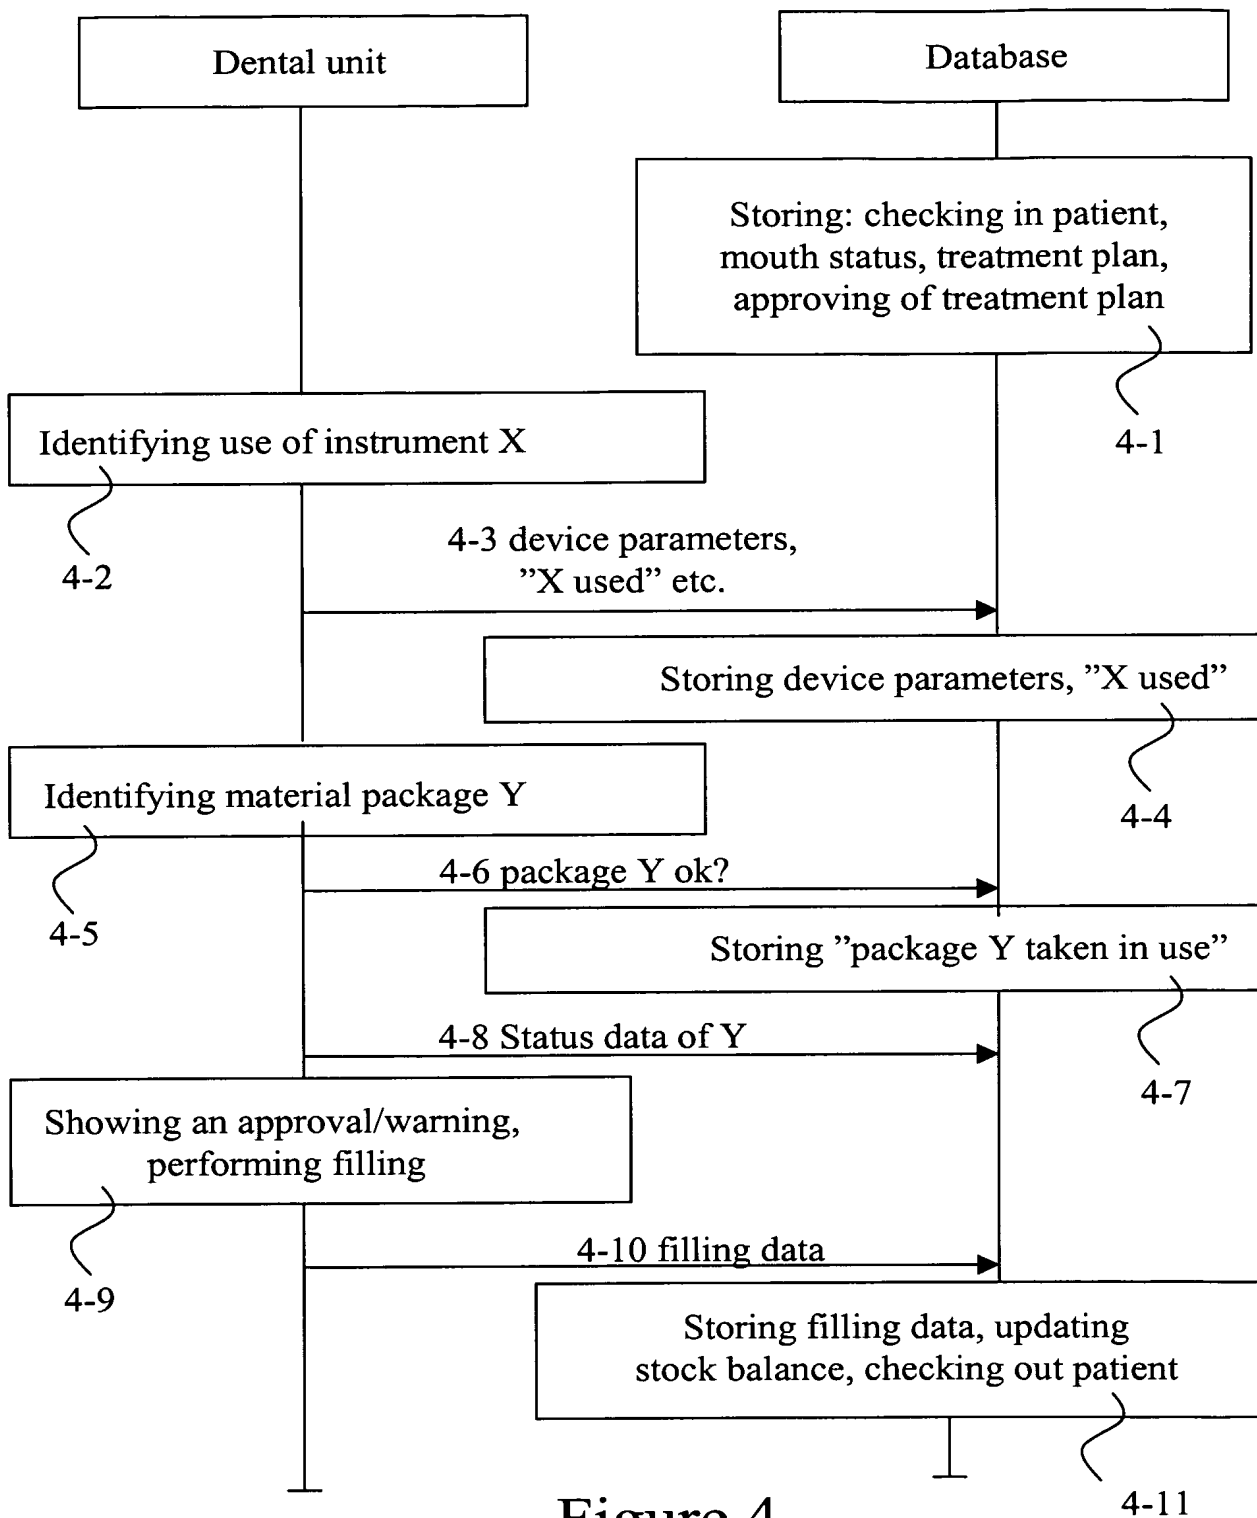 Dental unit
Database
Storing: checking in patient,
mouth status, treatment plan,
approving of treatment plan
4-1
Identifying use of instrument X
4-2
4-3 device parameters,
”X used” etc.
Storing device parameters, ”X used”
4-4
Identifying material package Y
4-5
4-6 package Y ok?
Storing ”package Y taken in use”
4-7
4-8 Status data of Y
Showing an approval/warning,
performing filling
4-9
4-10 filling data
Storing filling data, updating
stock balance, checking out patient
4-11
Figure 4